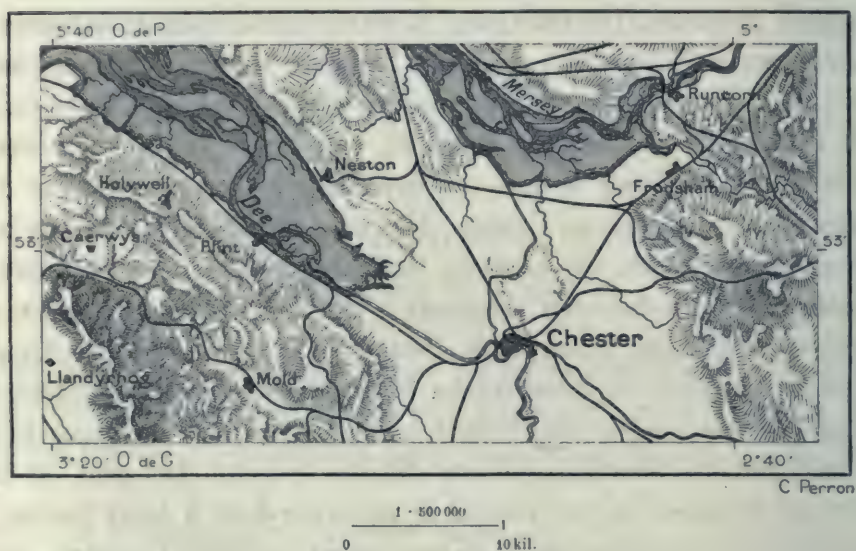 5°40 O de P 5°
Mersey
Runcorn
Neston
Frodsham
Holywell
Dee
Caerwys
53° Flint 53°
Chester
Llandyrnog
Mold
3°20' O de G 2°40'
C Perron
1 : 500 000
0 10 kil.